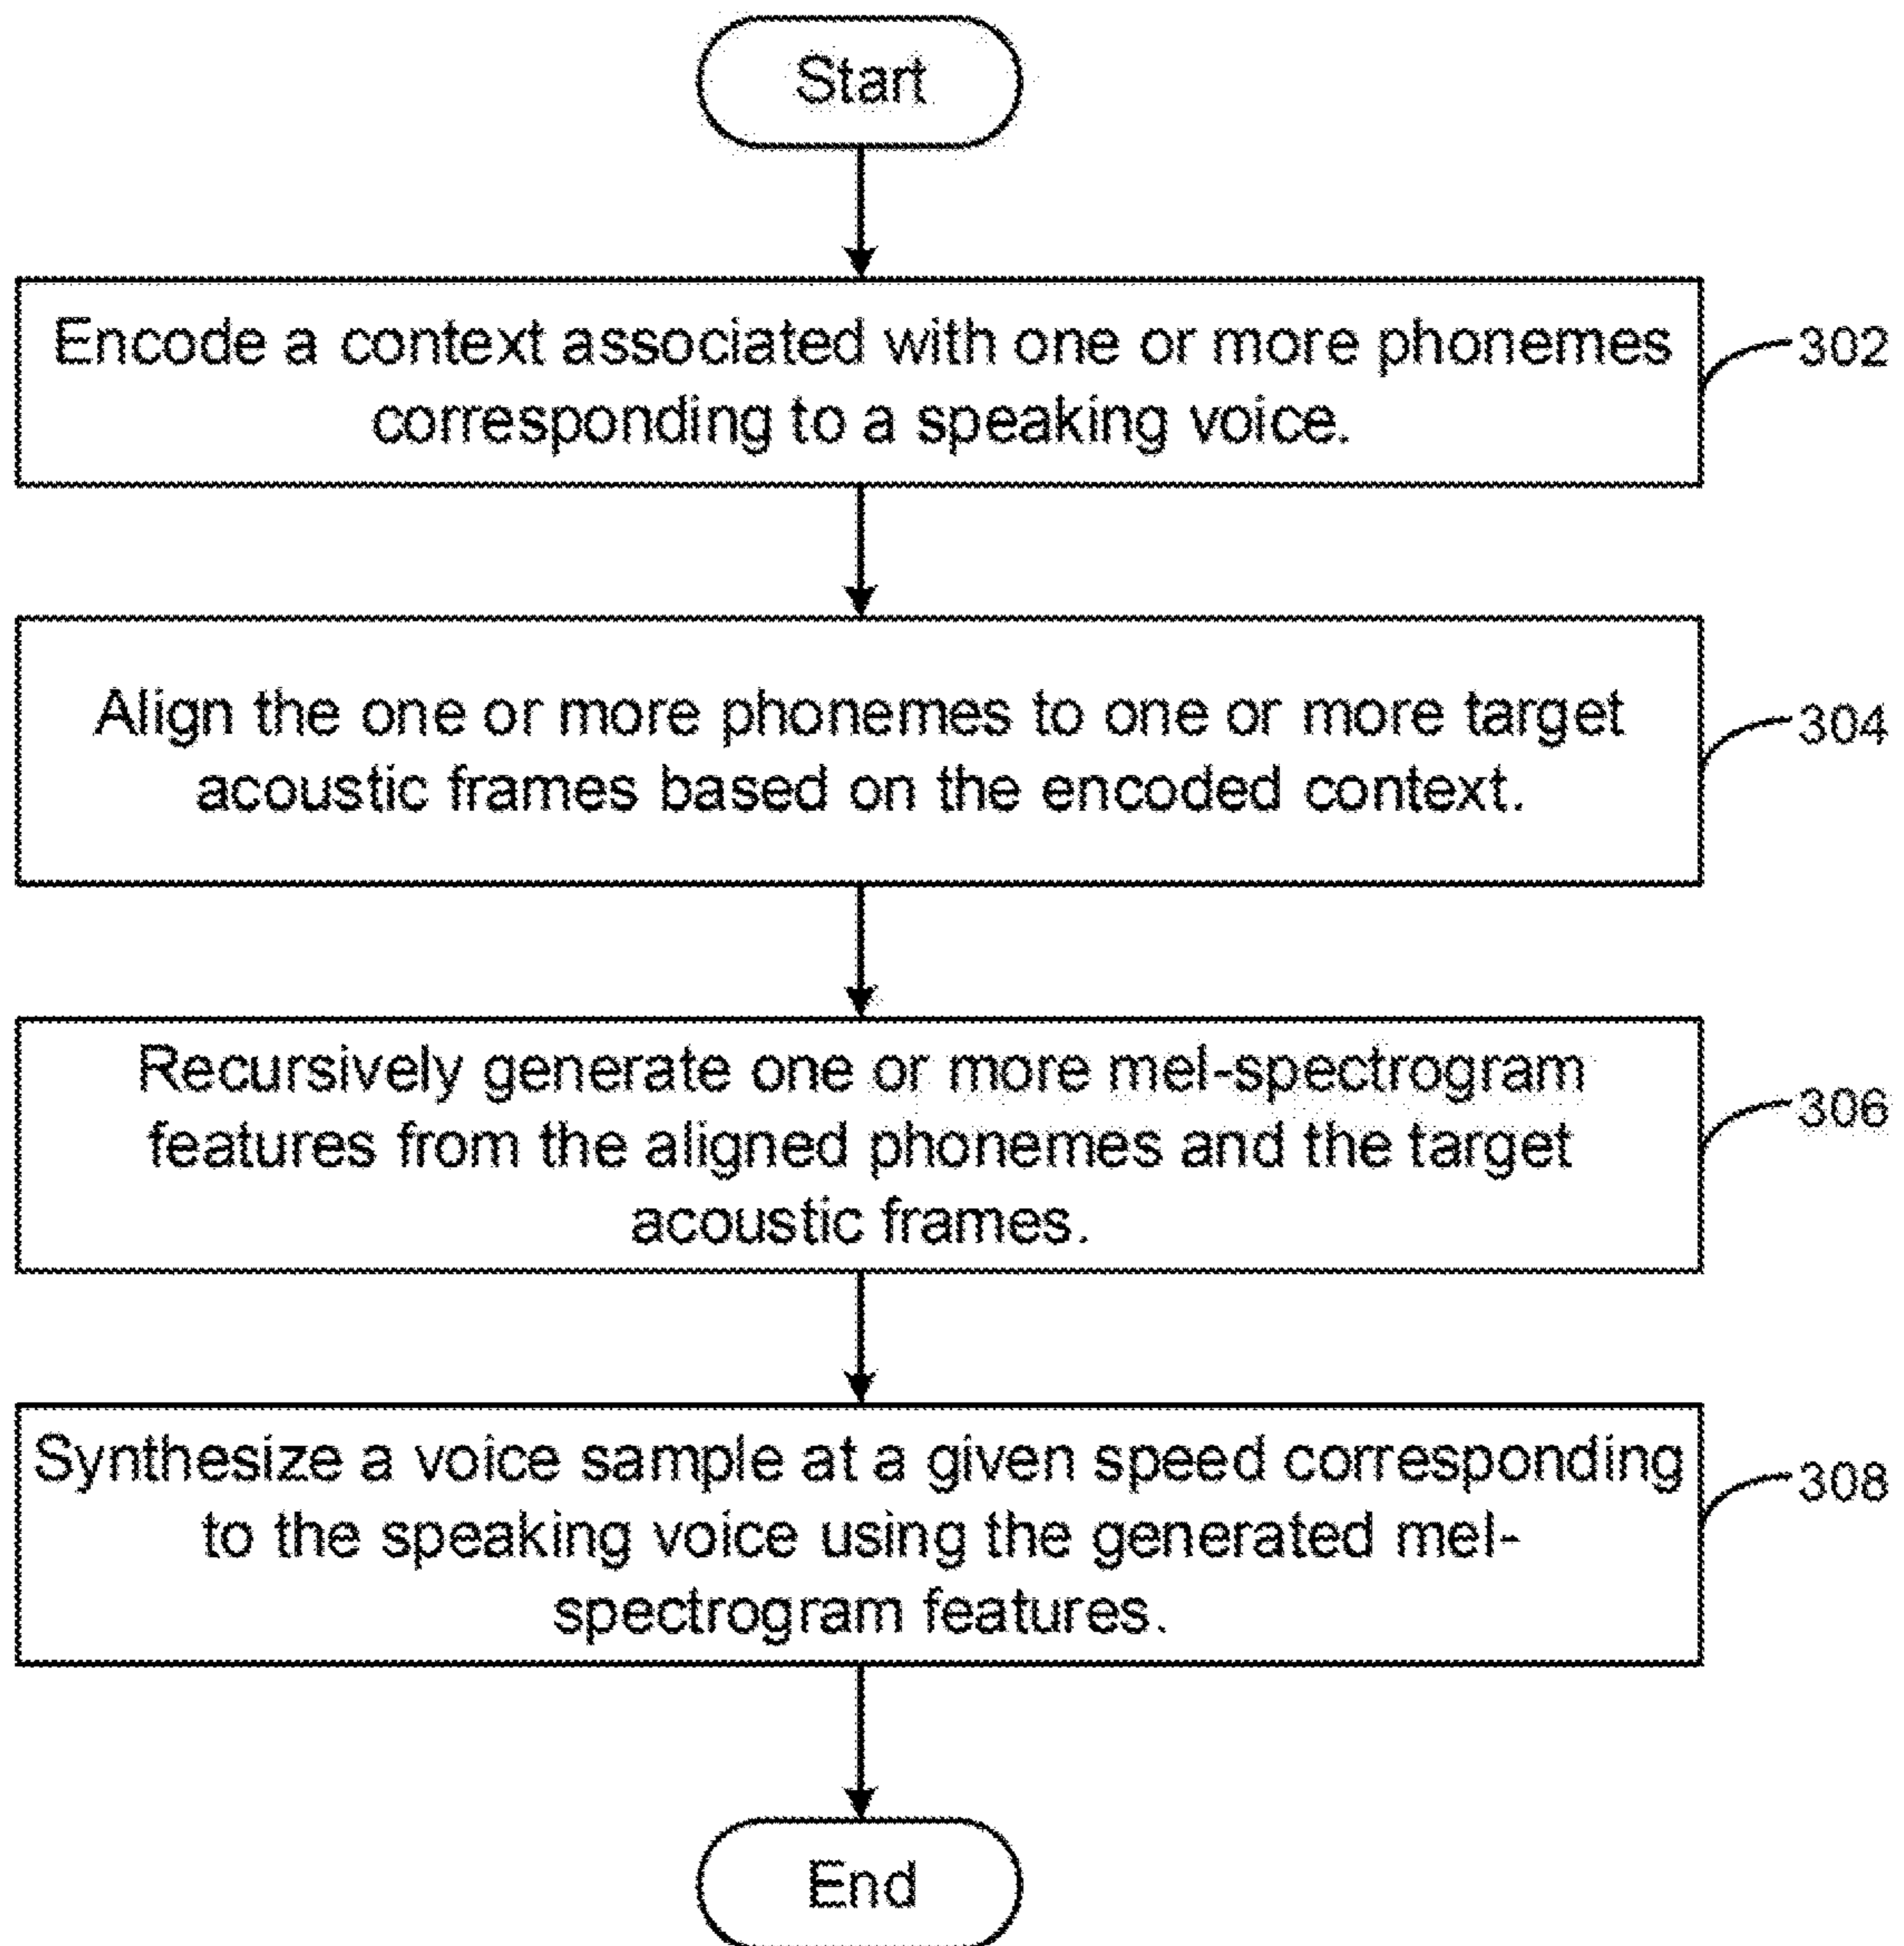 Start
Encode a context associated with one or more phonemes
corresponding to a speaking voice.
302
Align the one or more phonemes to one or more target
acoustic frames based on the encoded context.
304
Recursively generate one or more mel-spectrogram
features from the aligned phonemes and the target
acoustic frames.
306
Synthesize a voice sample at a given speed corresponding
to the speaking voice using the generated mel-
spectrogram features.
308
End